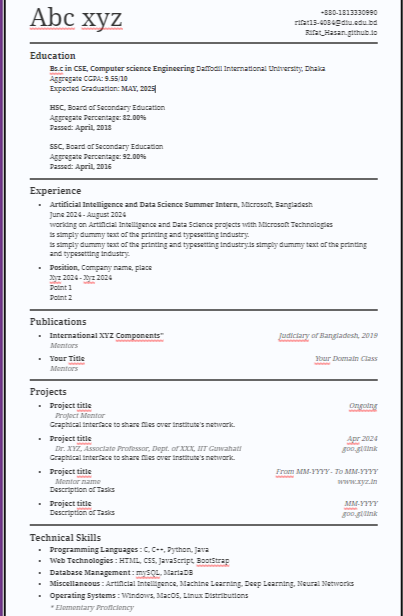 Abc xyz
+880-1813330990
rifat13-4084@diu.edu.bd
Rifat_Hasan.github.io
Education
Bs.c in CSE, Computer science Engineering Daffodil International University, Dhaka
Aggregate CGPA: 9.55/10
Expected Graduation: MAY, 2025
HSC, Board of Secondary Education
Aggregate Percentage: 82.00%
Passed: April, 2018
SSC, Board of Secondary Education
Aggregate Percentage: 92.00%
Passed: April, 2016
Experience
• Artificial Intelligence and Data Science Summer Intern, Microsoft, Bangladesh
June 2024 - August 2024
working on Artificial Intelligence and Data Science projects with Microsoft Technologies
is simply dummy text of the printing and typesetting industry.
is simply dummy text of the printing and typesetting industry.is simply dummy text of the printing
and typesetting industry.
• Position, Company name, place
Xyz 2024 - Xyz 2024
Point 1
Point 2
Publications
• International XYZ Components" Judiciary of Bangladesh, 2019
Mentors
• Your Title Your Domain Class
Mentors
Projects
• Project title Ongoing
Project Mentor
Graphical interface to share files over institute's network.
• Project title Apr 2024
Dr. XYZ, Associate Professor, Dept. of XXX, IIT Guwahati goo.gl/link
Graphical interface to share files over institute's network.
• Project title From MM-YYYY - To MM-YYYY
Mentor name www.xyz.in
Description of Tasks
• Project title MM-YYYY
Description of Tasks goo.gl/link
Technical Skills
• Programming Languages : C, C++, Python, Java
• Web Technologies : HTML, CSS, JavaScript, BootStrap
• Database Management : mySQL, MariaDB
• Miscellaneous : Artificial Intelligence, Machine Learning, Deep Learning, Neural Networks
• Operating Systems : Windows, MacOS, Linux Distributions
* Elementary Proficiency